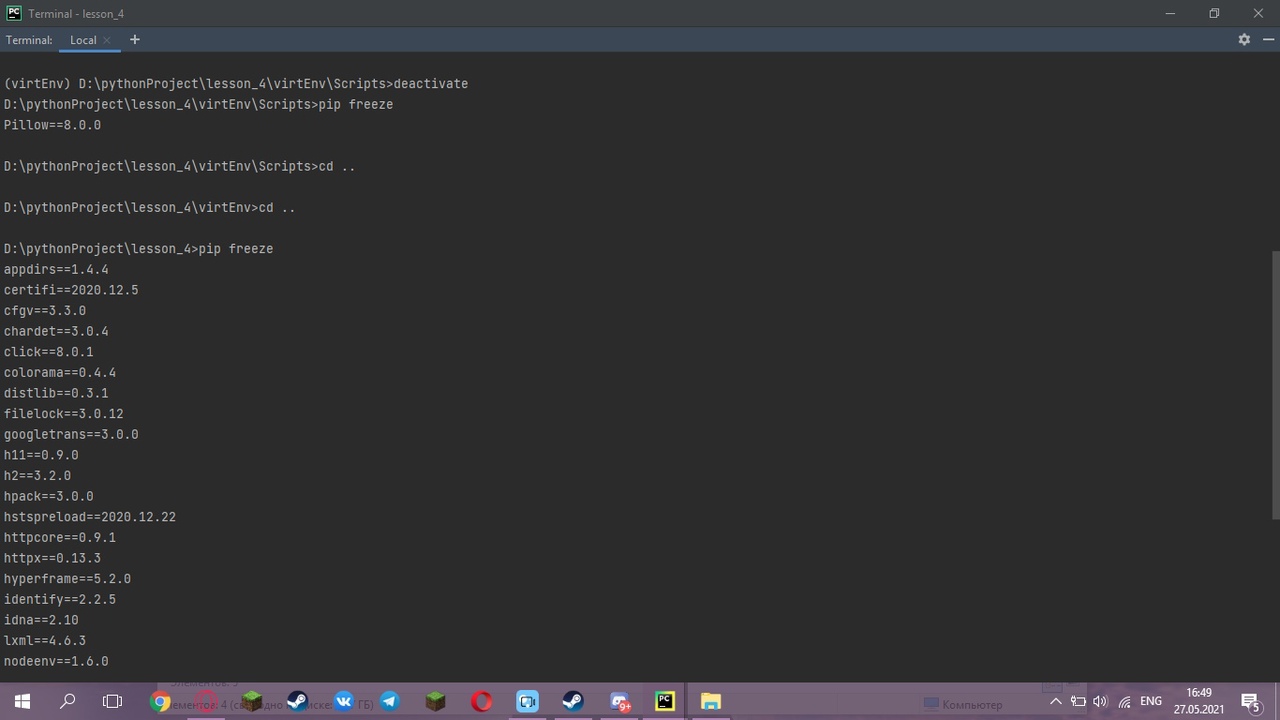 PC Terminal - lesson_4
Terminal: Local × +
(virtEnv) D:\pythonProject\lesson_4\virtEnv\Scripts>deactivate
D:\pythonProject\lesson_4\virtEnv\Scripts>pip freeze
Pillow==8.0.0
D:\pythonProject\lesson_4\virtEnv\Scripts>cd ..
D:\pythonProject\lesson_4\virtEnv>cd ..
D:\pythonProject\lesson_4>pip freeze
appdirs==1.4.4
certifi==2020.12.5
cfgv==3.3.0
chardet==3.0.4
click==8.0.1
colorama==0.4.4
distlib==0.3.1
filelock==3.0.12
googletrans==3.0.0
h11==0.9.0
h2==3.2.0
hpack==3.0.0
hstspreload==2020.12.22
httpcore==0.9.1
httpx==0.13.3
hyperframe==5.2.0
identify==2.2.5
idna==2.10
lxml==4.6.3
nodeenv==1.6.0
9+
PC
Компьютер
ENG
16:49
27.05.2021
5